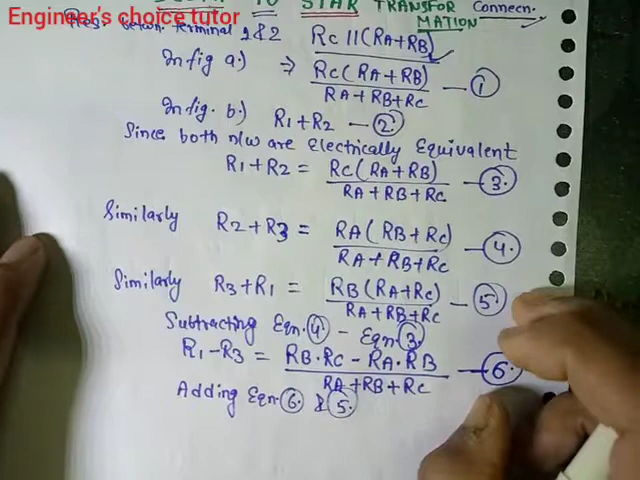 Engineer's choice tutor
TO STAR TRANSFOR Connecn.
MATION
Res. betwn. terminal 1 & 2 RC || (RA + RB)
In fig a.) ⇒ RC (RA + RB) / RA + RB + RC — ①
In fig. b.) R1 + R2 — ②
Since both n/w are Electrically Equivalent
R1 + R2 = RC (RA + RB) / RA + RB + RC — ③.
Similarly R2 + R3 = RA (RB + RC) / RA + RB + RC — ④.
Similarly R3 + R1 = RB (RA + RC) / RA + RB + RC — ⑤
Subtracting Eqn. ④ - Eqn. ③.
R1 - R3 = RB · RC - RA · RB / RA + RB + RC — ⑥.
Adding Eqn ⑥ & ⑤.